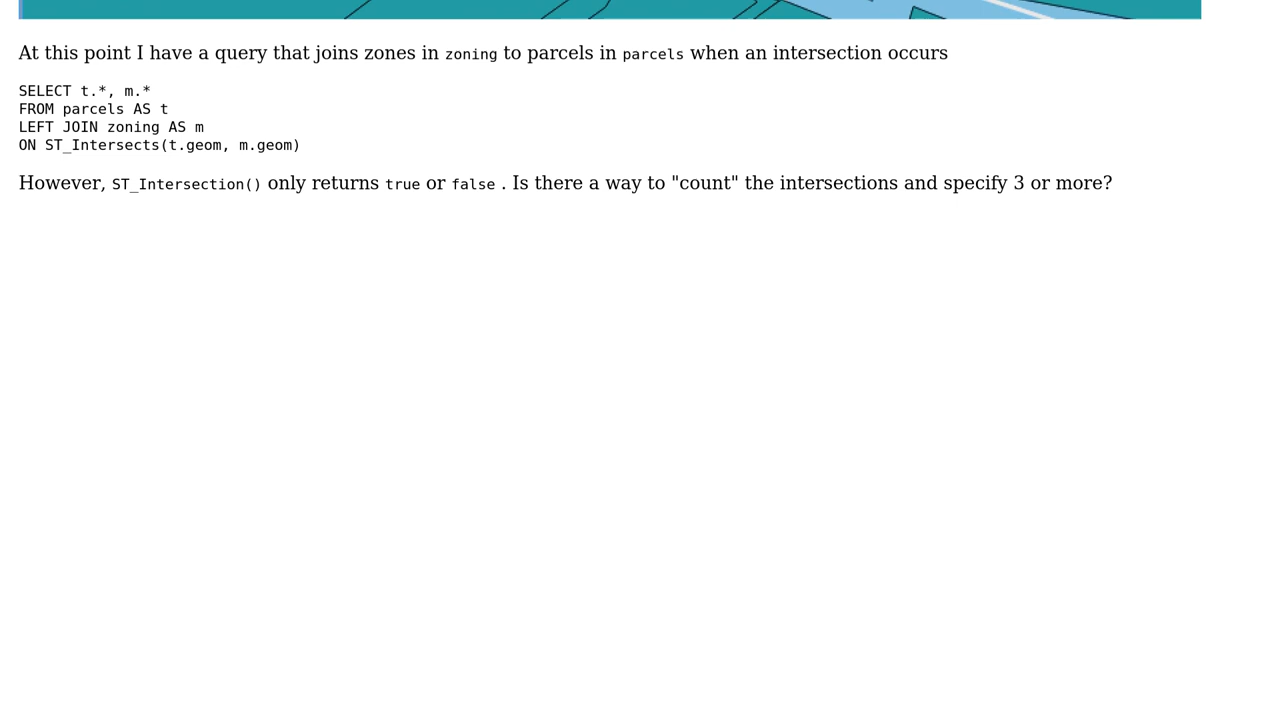 At this point I have a query that joins zones in zoning to parcels in parcels when an intersection occurs
SELECT t.*, m.*
FROM parcels AS t
LEFT JOIN zoning AS m
ON ST_Intersects(t.geom, m.geom)
However, ST_Intersection() only returns true or false . Is there a way to "count" the intersections and specify 3 or more?